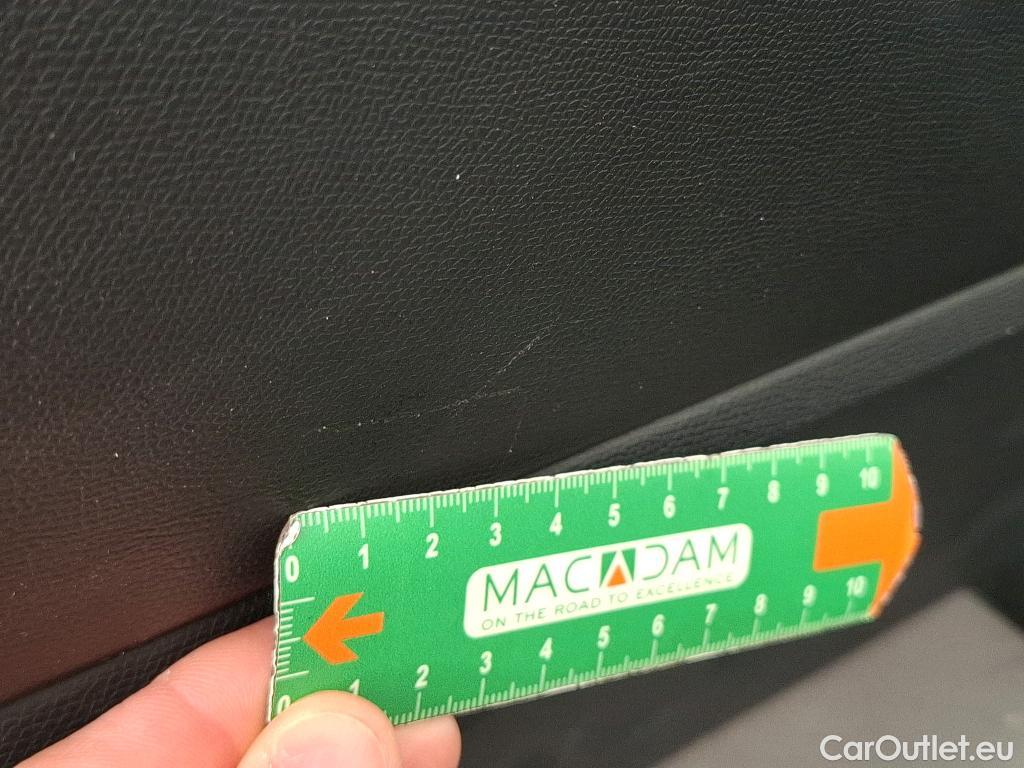 0 1 2 3 4 5 6 7 8 9 10
MACADAM
ON THE ROAD TO EXCELLENCE
0 1 2 3 4 5 6 7 8 9 10
CarOutlet.eu